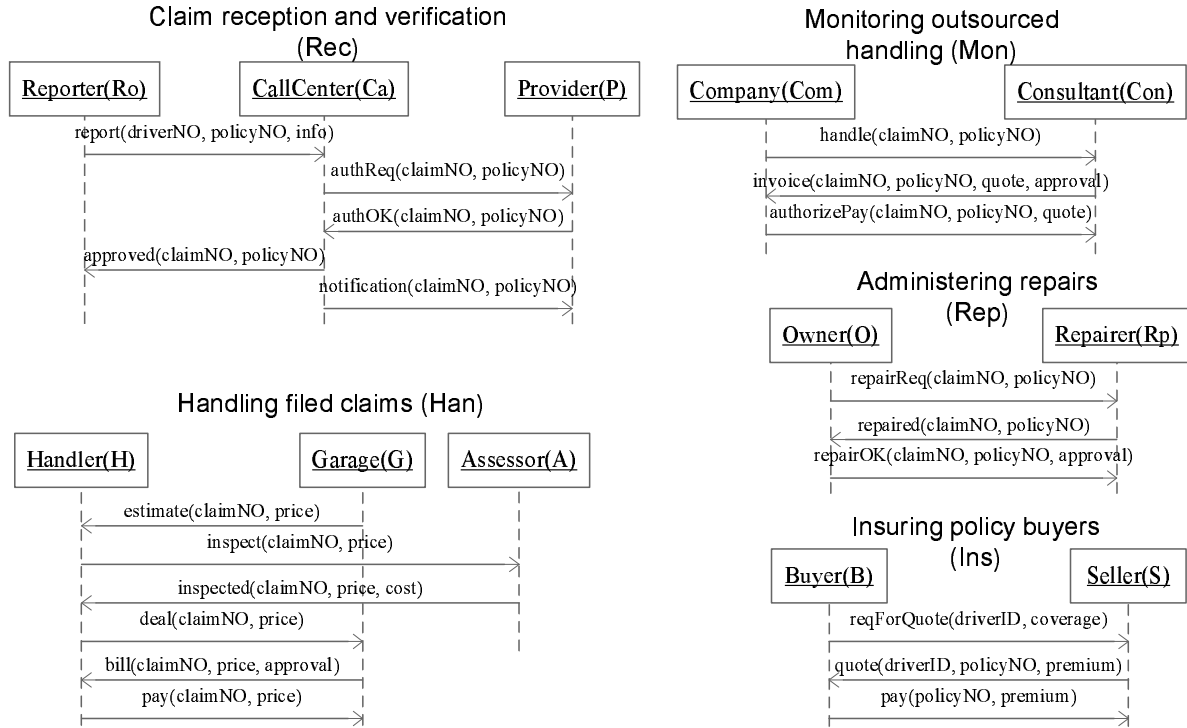 Claim reception and verification
(Rec)
Reporter(Ro)
CallCenter(Ca)
Provider(P)
report(driverNO, policyNO, info)
authReq(claimNO, policyNO)
authOK(claimNO, policyNO)
approved(claimNO, policyNO)
notification(claimNO, policyNO)
Monitoring outsourced
handling (Mon)
Company(Com)
Consultant(Con)
handle(claimNO, policyNO)
invoice(claimNO, policyNO, quote, approval)
authorizePay(claimNO, policyNO, quote)
Administering repairs
(Rep)
Owner(O)
Repairer(Rp)
repairReq(claimNO, policyNO)
repaired(claimNO, policyNO)
repairOK(claimNO, policyNO, approval)
Handling filed claims (Han)
Handler(H)
Garage(G)
Assessor(A)
estimate(claimNO, price)
inspect(claimNO, price)
inspected(claimNO, price, cost)
deal(claimNO, price)
bill(claimNO, price, approval)
pay(claimNO, price)
Insuring policy buyers
(Ins)
Buyer(B)
Seller(S)
reqForQuote(driverID, coverage)
quote(driverID, policyNO, premium)
pay(policyNO, premium)